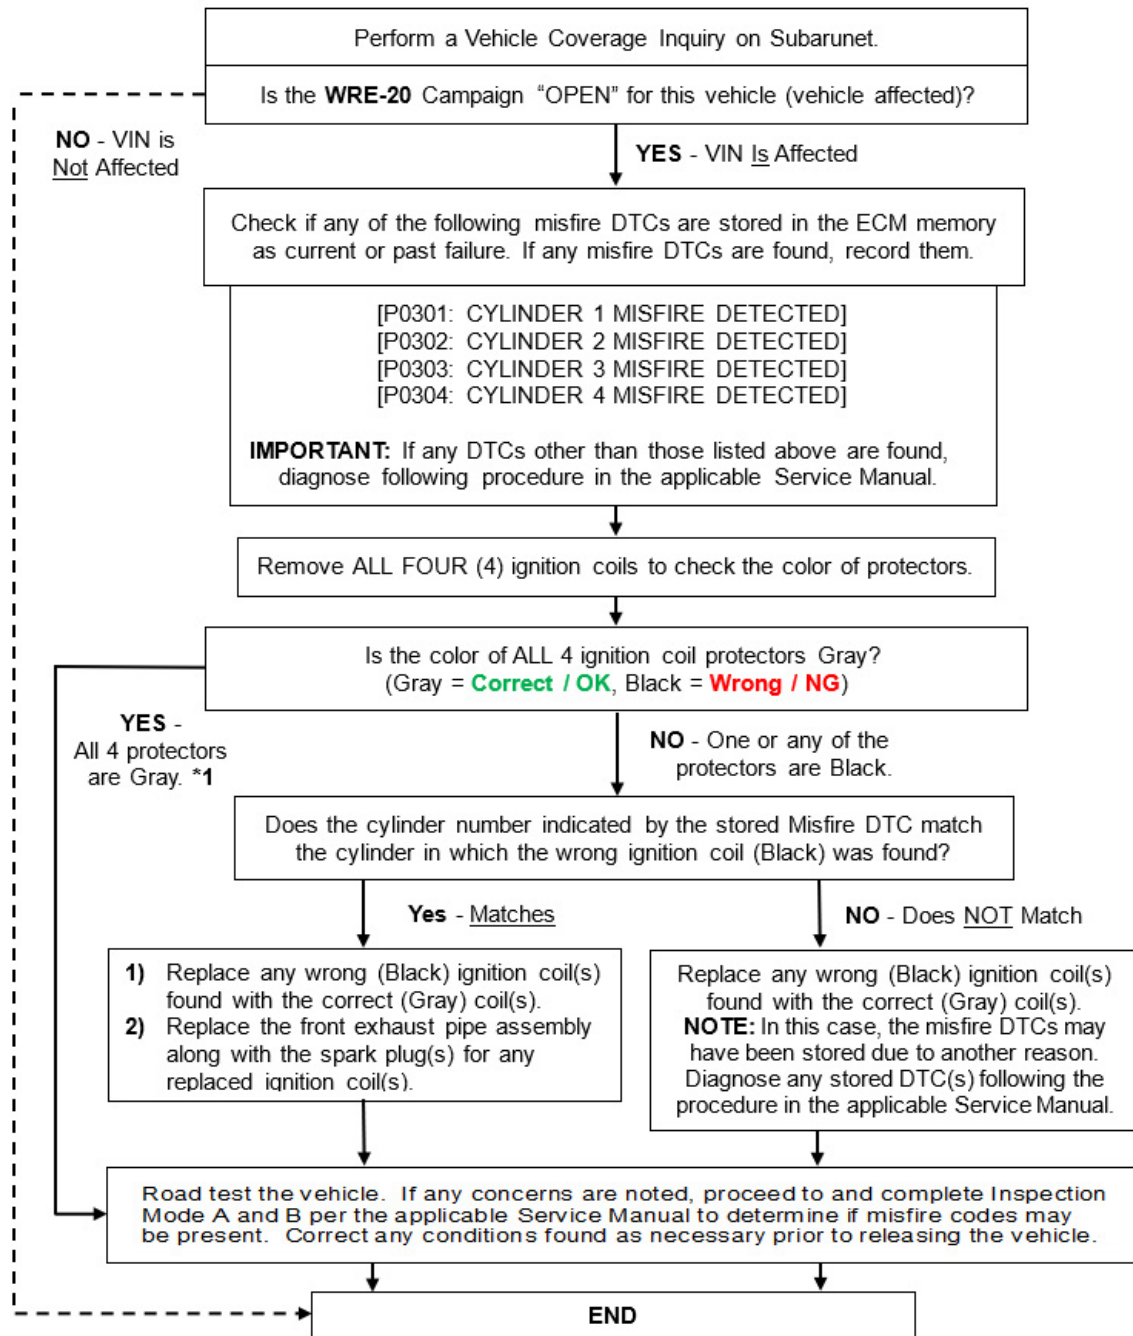 Perform a Vehicle Coverage Inquiry on Subarunet.
Is the WRE-20 Campaign “OPEN” for this vehicle (vehicle affected)?
NO - VIN is
Not Affected
YES - VIN Is Affected
Check if any of the following misfire DTCs are stored in the ECM memory
as current or past failure. If any misfire DTCs are found, record them.
[P0301: CYLINDER 1 MISFIRE DETECTED]
[P0302: CYLINDER 2 MISFIRE DETECTED]
[P0303: CYLINDER 3 MISFIRE DETECTED]
[P0304: CYLINDER 4 MISFIRE DETECTED]
IMPORTANT: If any DTCs other than those listed above are found,
diagnose following procedure in the applicable Service Manual.
Remove ALL FOUR (4) ignition coils to check the color of protectors.
Is the color of ALL 4 ignition coil protectors Gray?
(Gray = Correct / OK, Black = Wrong / NG)
YES -
All 4 protectors
are Gray. *1
NO - One or any of the
protectors are Black.
Does the cylinder number indicated by the stored Misfire DTC match
the cylinder in which the wrong ignition coil (Black) was found?
Yes - Matches
NO - Does NOT Match
1) Replace any wrong (Black) ignition coil(s)
found with the correct (Gray) coil(s).
2) Replace the front exhaust pipe assembly
along with the spark plug(s) for any
replaced ignition coil(s).
Replace any wrong (Black) ignition coil(s)
found with the correct (Gray) coil(s).
NOTE: In this case, the misfire DTCs may
have been stored due to another reason.
Diagnose any stored DTC(s) following the
procedure in the applicable Service Manual.
Road test the vehicle. If any concerns are noted, proceed to and complete Inspection
Mode A and B per the applicable Service Manual to determine if misfire codes may
be present. Correct any conditions found as necessary prior to releasing the vehicle.
END